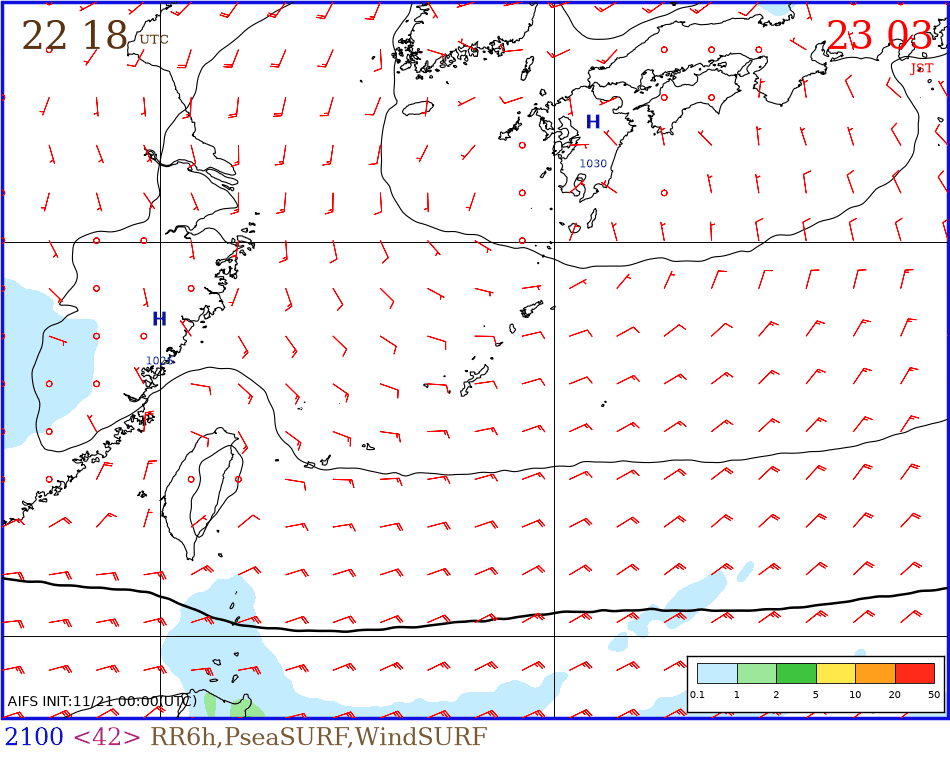 22 18 UTC 23 03
JST
H
1030
H
AIFS INIT:11/21 00:00(UTC)
0.1 1 2 5 10 20 50
2100 <42> RR6h,PseaSURF,WindSURF